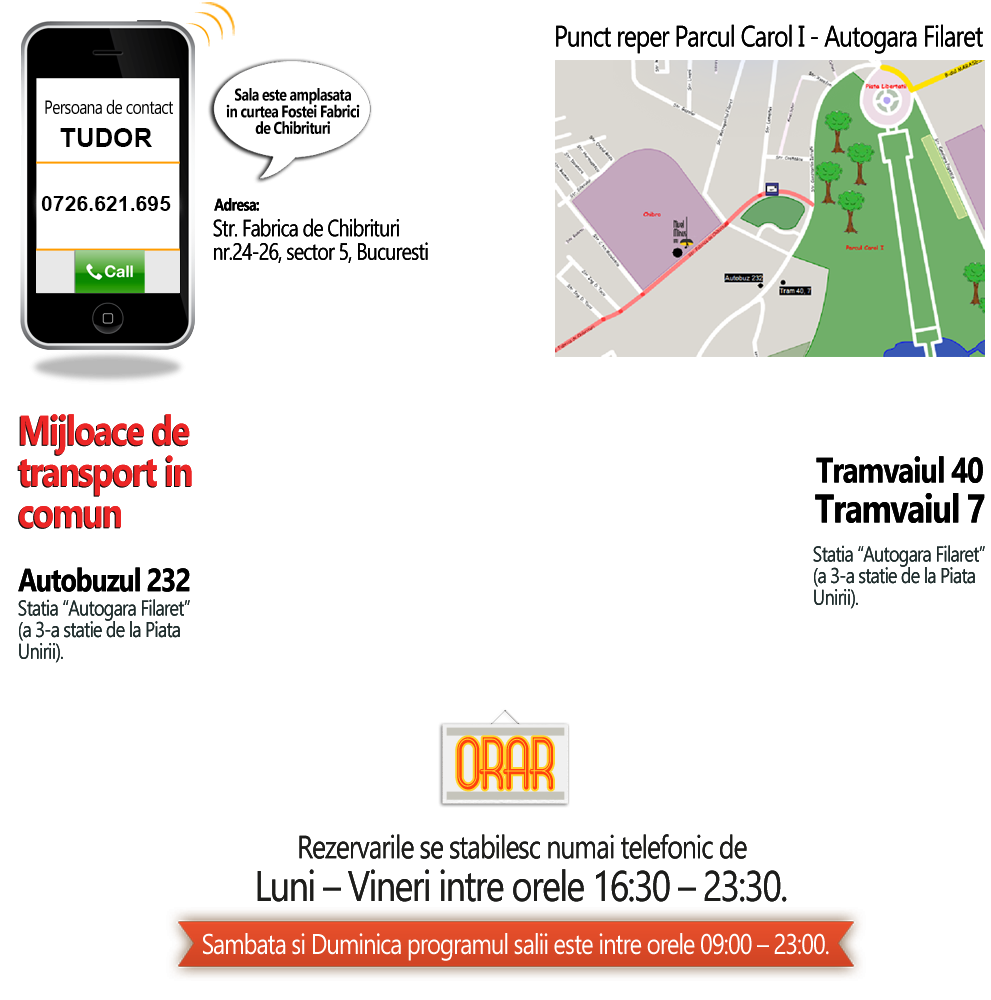 Persoana de contact
TUDOR
0726.621.695
Call
Sala este amplasata
in curtea Fostei Fabrici
de Chibrituri
Adresa:
Str. Fabrica de Chibrituri
nr.24-26, sector 5, Bucuresti
Punct reper Parcul Carol I - Autogara Filaret
Piata Libertatii
Chibro
Parcul Carol I
Autobuz 232
Tram 40, 7
Mijloace de
transport in
comun
Autobuzul 232
Statia “Autogara Filaret”
(a 3-a statie de la Piata
Unirii).
Tramvaiul 40
Tramvaiul 7
Statia “Autogara Filaret”
(a 3-a statie de la Piata
Unirii).
ORAR
Rezervarile se stabilesc numai telefonic de
Luni – Vineri intre orele 16:30 – 23:30.
Sambata si Duminica programul salii este intre orele 09:00 – 23:00.